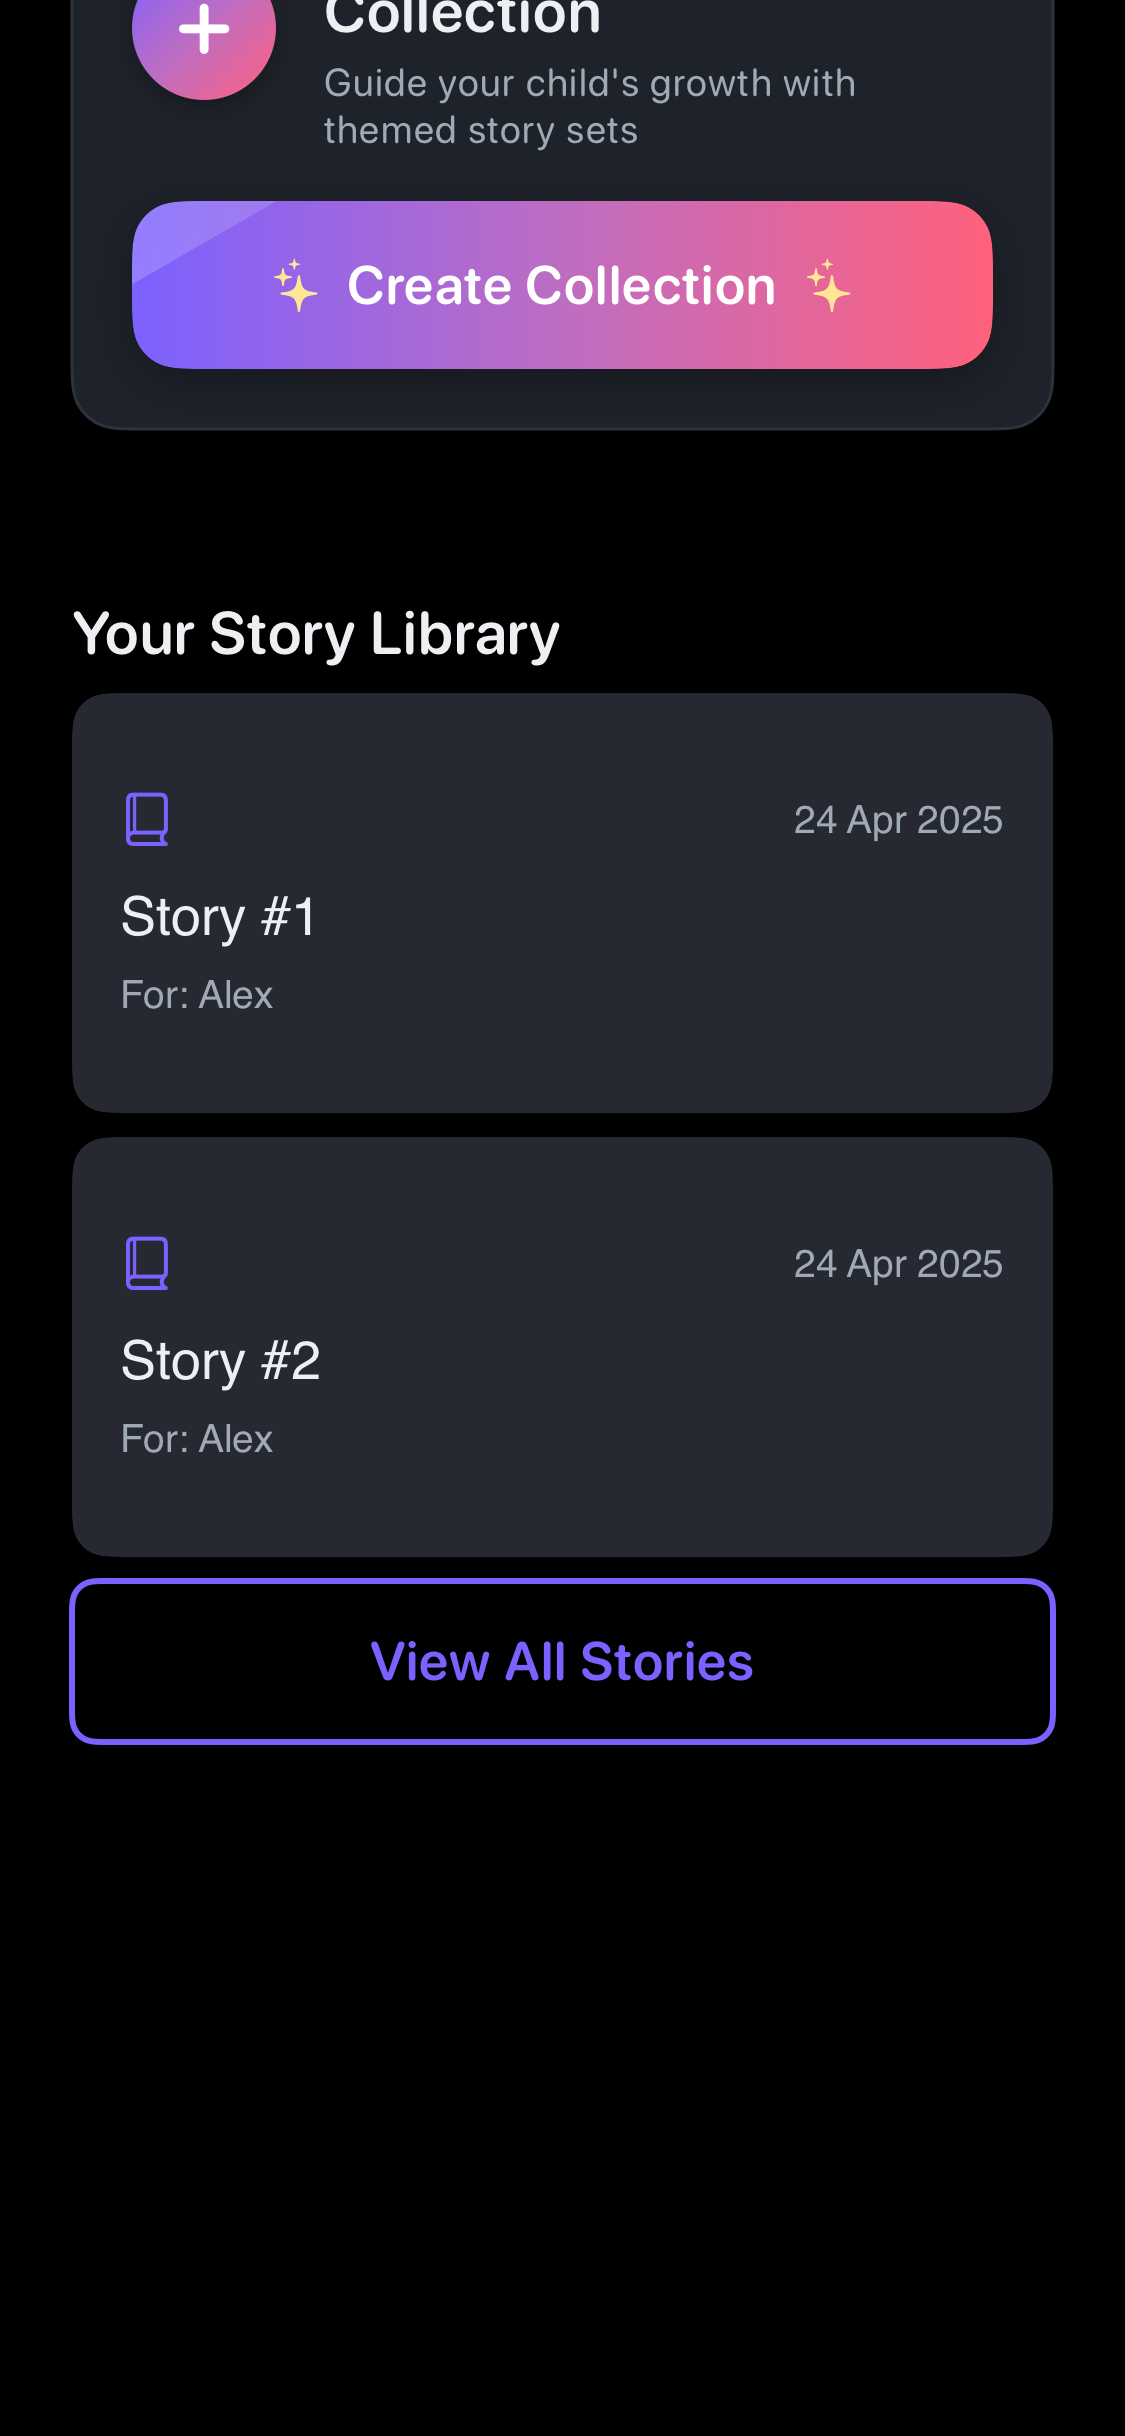 Collection
Guide your child's growth with
themed story sets
✨ Create Collection ✨
Your Story Library
24 Apr 2025
Story #1
For: Alex
24 Apr 2025
Story #2
For: Alex
View All Stories